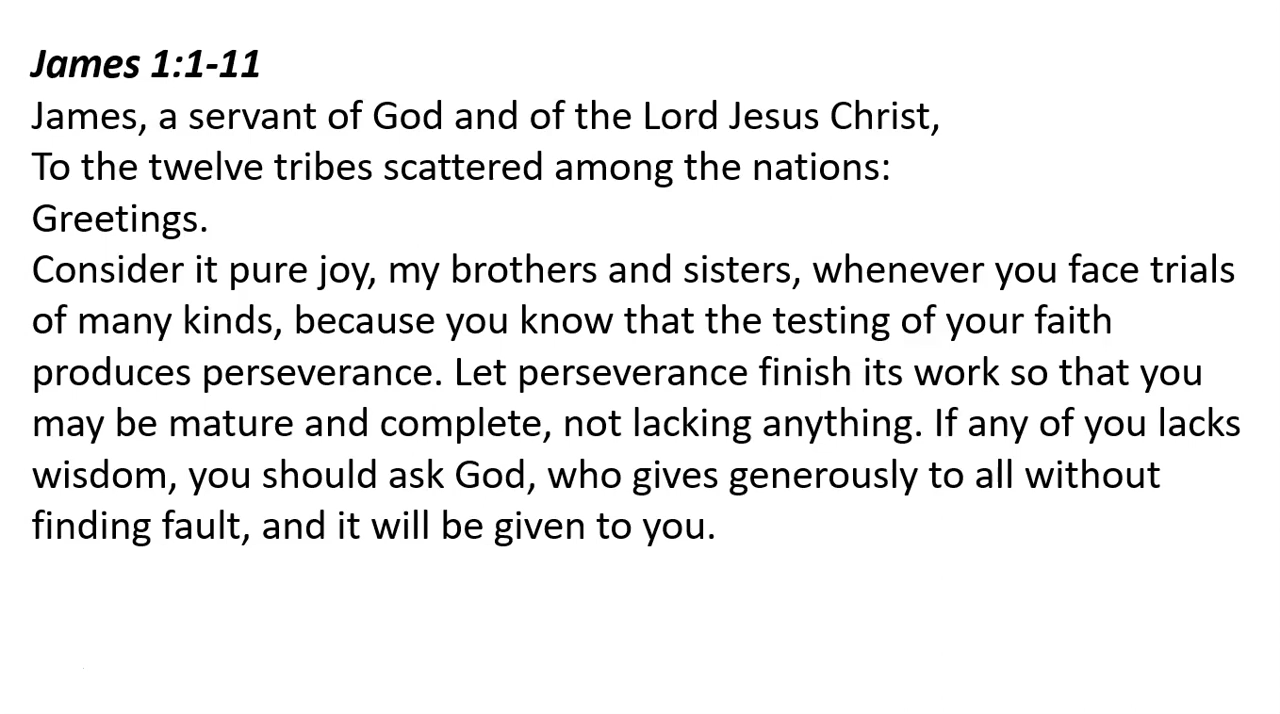 James 1:1-11
James, a servant of God and of the Lord Jesus Christ,
To the twelve tribes scattered among the nations:
Greetings.
Consider it pure joy, my brothers and sisters, whenever you face trials
of many kinds, because you know that the testing of your faith
produces perseverance. Let perseverance finish its work so that you
may be mature and complete, not lacking anything. If any of you lacks
wisdom, you should ask God, who gives generously to all without
finding fault, and it will be given to you.